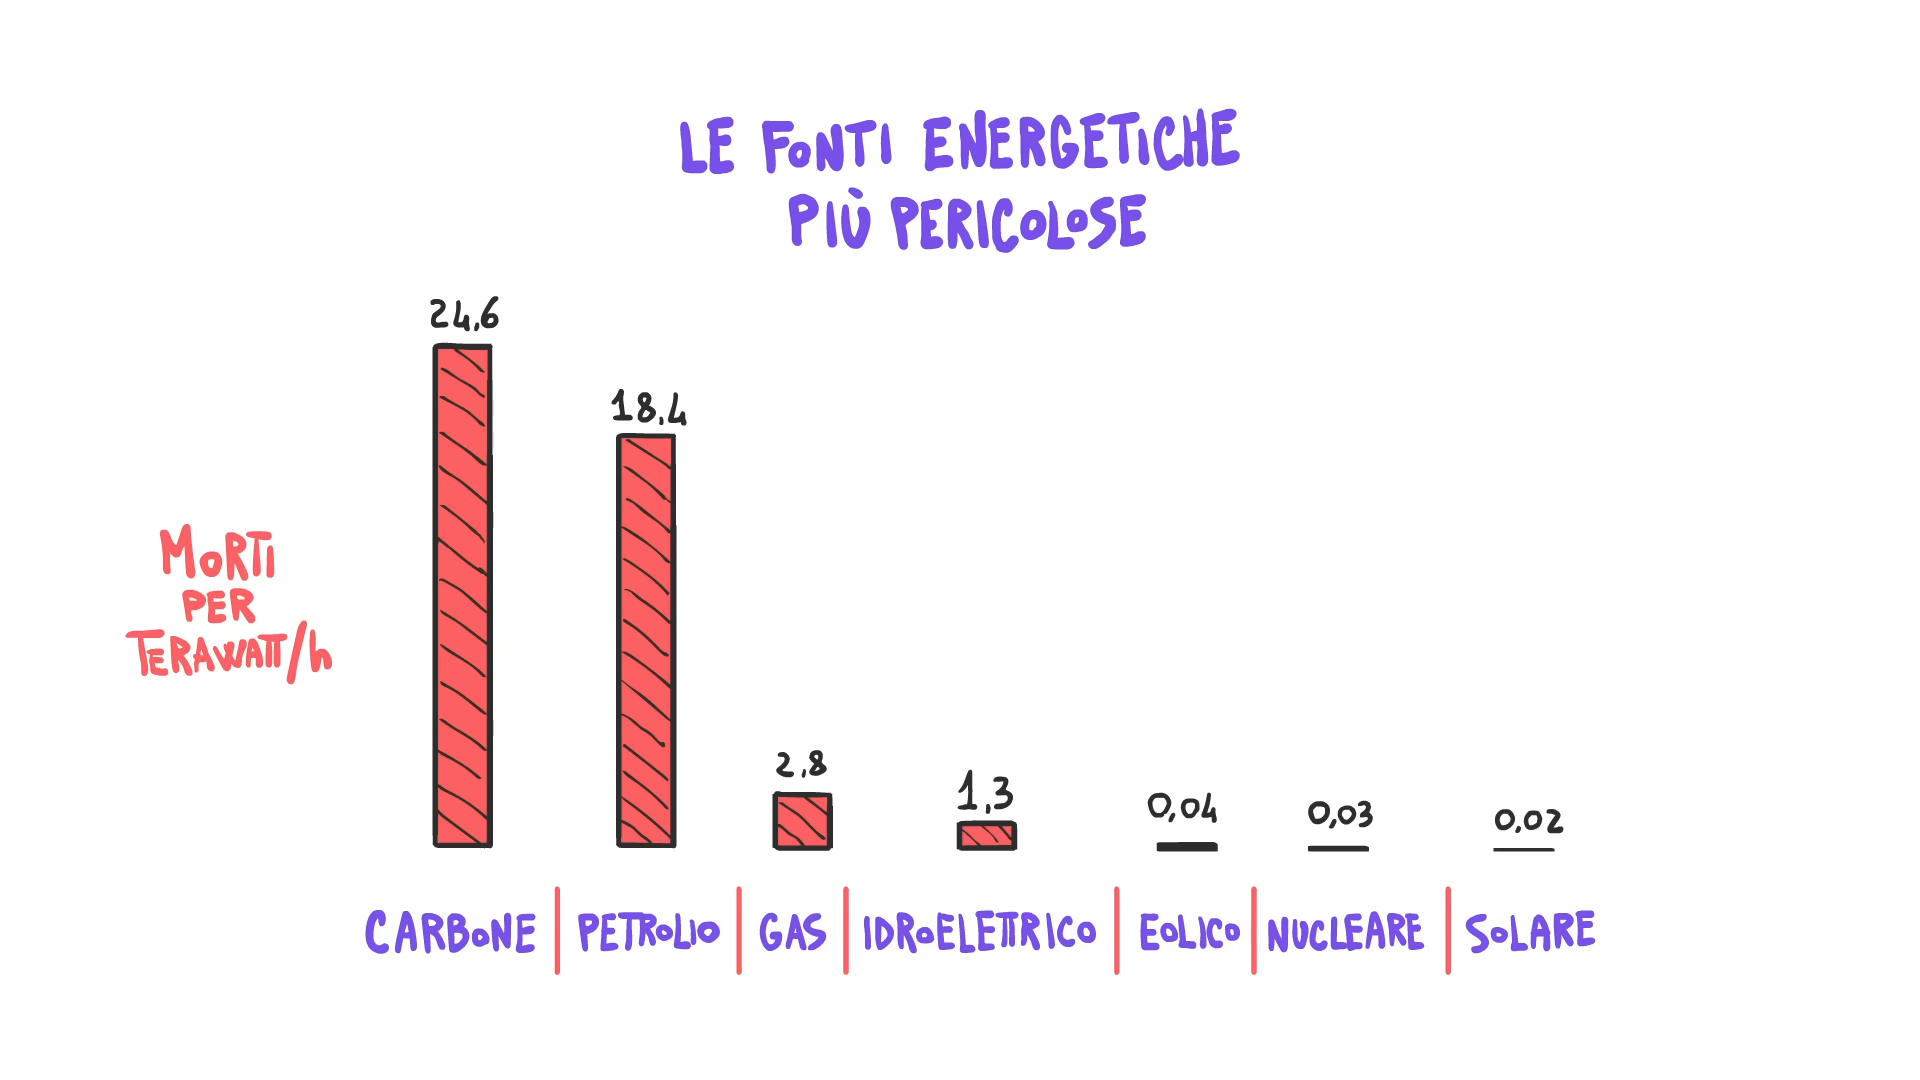 LE FONTI ENERGETICHE
PIÙ PERICOLOSE
24,6
18,4
2,8
1,3
0,04
0,03
0,02
MORTI
PER
TERAWATT/h
CARBONE
PETROLIO
GAS
IDROELETTRICO
EOLICO
NUCLEARE
SOLARE